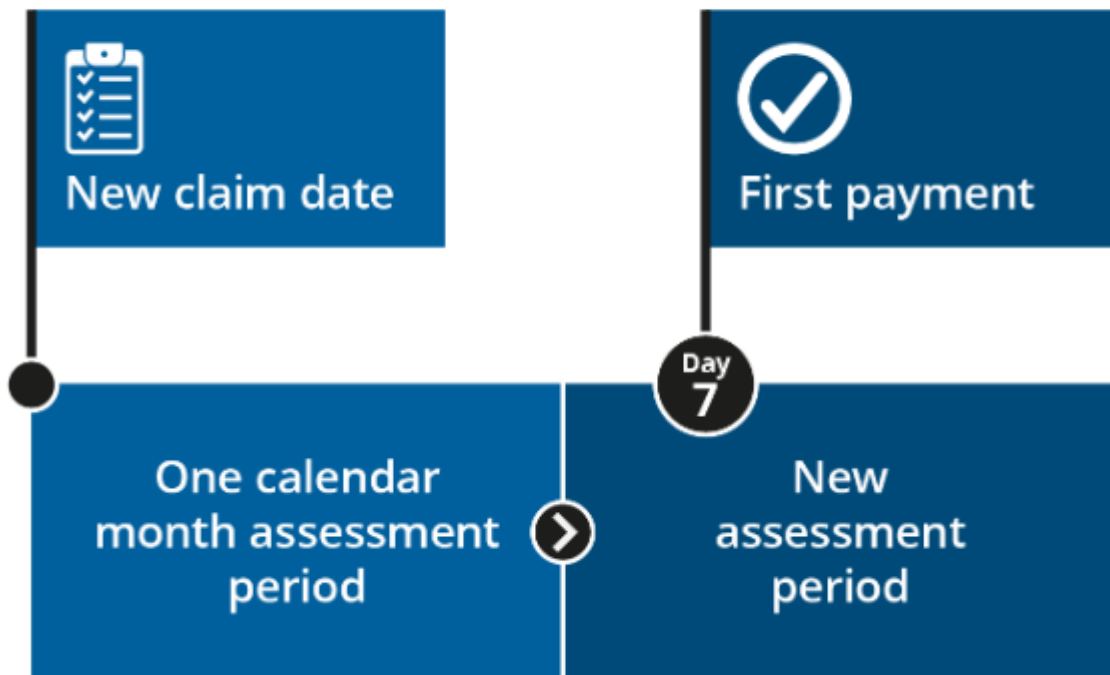 New claim date
First payment
Day
7
One calendar
month assessment
period
New
assessment
period